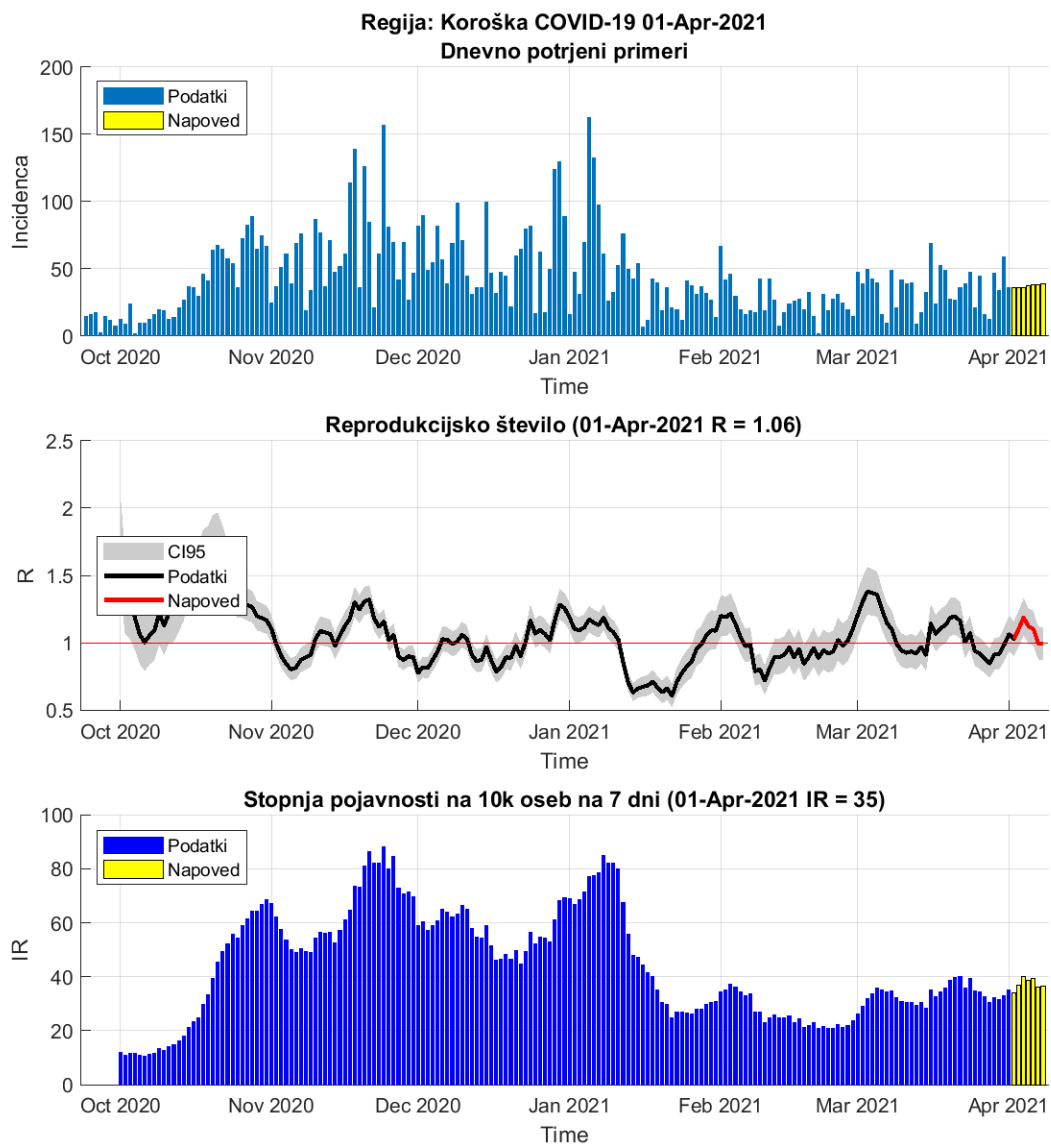 Regija: Koroška COVID-19 01-Apr-2021
Dnevno potrjeni primeri
200
150
100
50
0
Incidenca
Podatki
Napoved
Oct 2020 Nov 2020 Dec 2020 Jan 2021 Feb 2021 Mar 2021 Apr 2021
Time
Reprodukcijsko število (01-Apr-2021 R = 1.06)
2.5
2
1.5
1
0.5
R
CI95
Podatki
Napoved
Oct 2020 Nov 2020 Dec 2020 Jan 2021 Feb 2021 Mar 2021 Apr 2021
Time
Stopnja pojavnosti na 10k oseb na 7 dni (01-Apr-2021 IR = 35)
100
80
60
40
20
0
IR
Podatki
Napoved
Oct 2020 Nov 2020 Dec 2020 Jan 2021 Feb 2021 Mar 2021 Apr 2021
Time